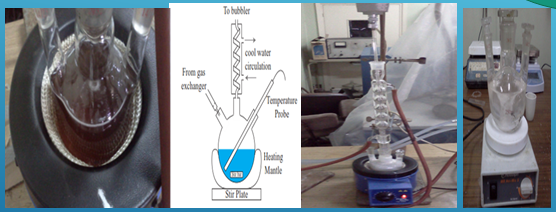 To bubbler
cool water
circulation
From gas
exchanger
Temperature
Probe
Heating
Mantle
Stir Plate